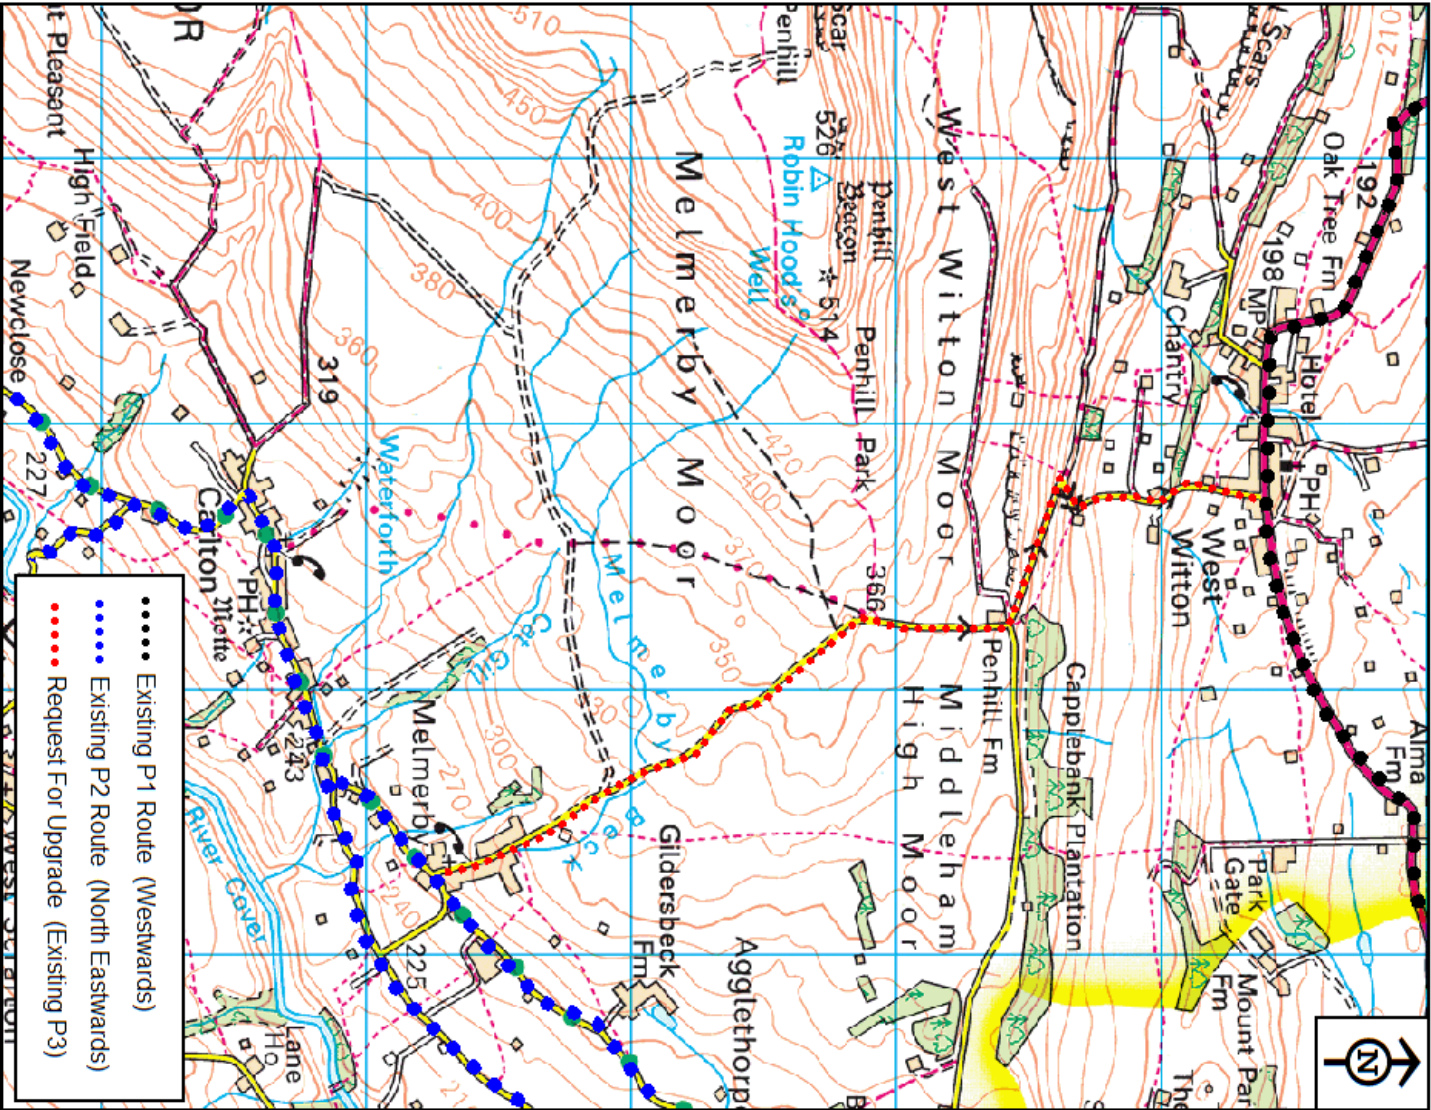 210
Scars
Oak Tree Fm
192
198
MP
Hotel
PH
Chantry
West
Witton
Alma
Fm
Park
Gate
Mount Par
Fm
West Witton Moor
Penhill
Scar
526
Robin Hood's
Well
Penhill
Beacon
514
Penhill Park
366
Penhill Fm
Capplebank Plantation
Middleham
High Moor
Melmerby Moor
510
450
400
380
360
420
400
370
350
300
270
240
319
Waterforth
Cat Gill
Melmerby Beck
Melmerby
Gildersbeck
Fm
Agglethorp
225
243
River Cover
Lane
Ho
Carlton
PH
Motte
227
Newclose
High Field
t Pleasant
Existing P1 Route (Westwards)
Existing P2 Route (North Eastwards)
Request For Upgrade (Existing P3)
N